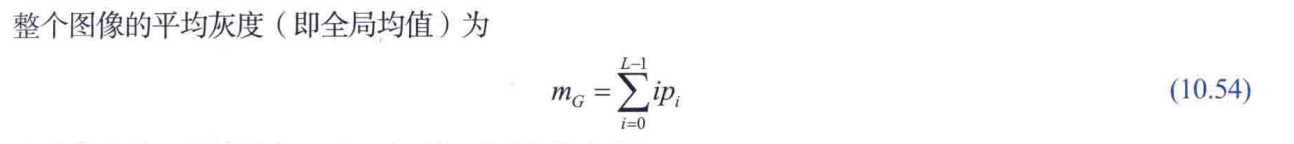 整个图像的平均灰度（即全局均值）为
m_G = \sum_{i=0}^{L-1} ip_i (10.54)